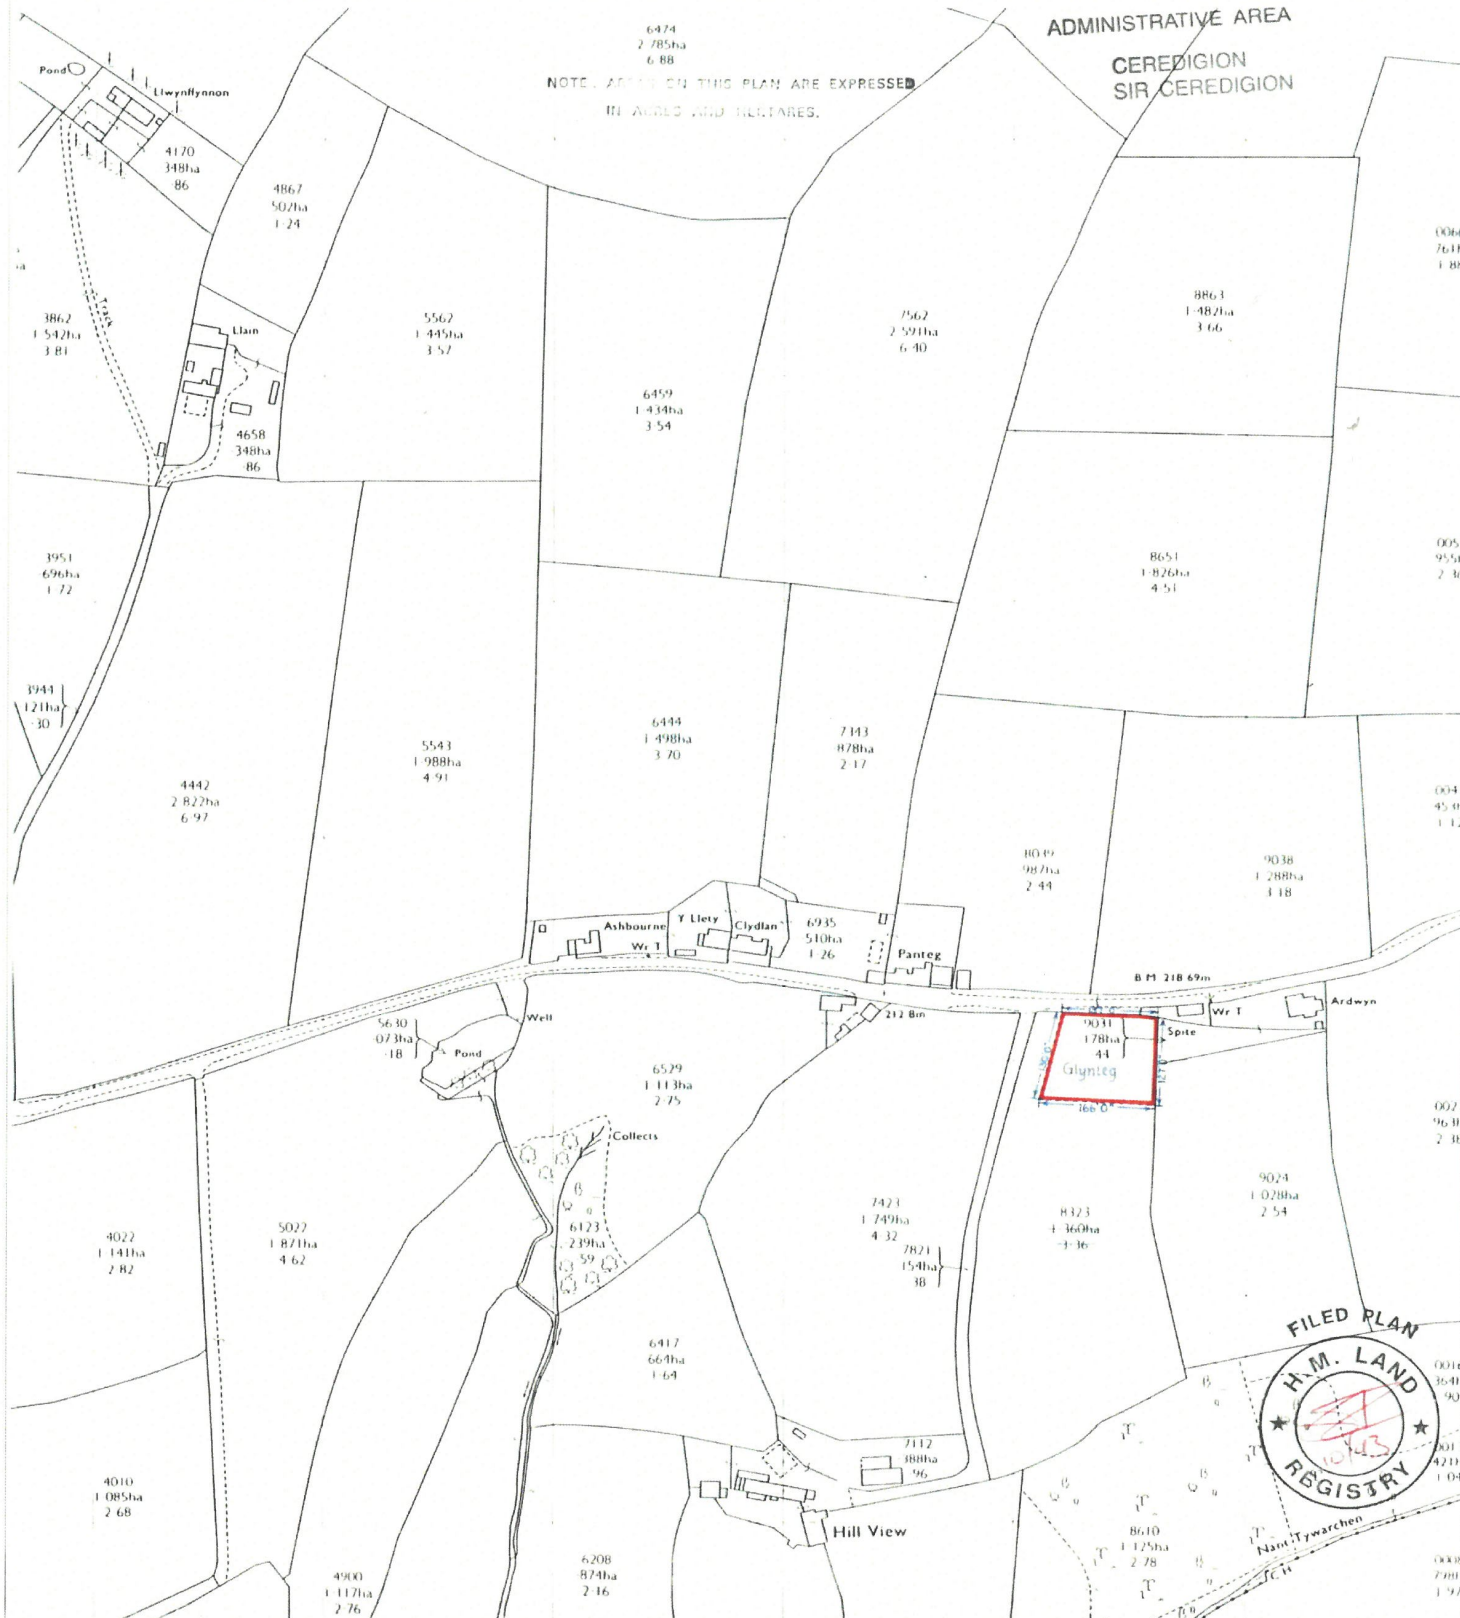 ADMINISTRATIVE AREA
CEREDIGION
SIR CEREDIGION
6474
2·785ha
6·88
NOTE. AREAS ON THIS PLAN ARE EXPRESSED
IN ACRES AND HECTARES.
Pond
Llwynffynnon
4170
·348ha
·86
4867
·502ha
1·24
3862
1·542ha
3·81
Track
Llain
4658
·348ha
·86
5562
1·445ha
3·57
6459
1·434ha
3·54
7562
2·591ha
6·40
8863
1·482ha
3·66
3951
·696ha
1·72
8651
1·826ha
4·51
3944
·121ha
·30
4442
2·822ha
6·97
5543
1·988ha
4·91
6444
1·498ha
3·70
7343
·878ha
2·17
8039
·987ha
2·44
9038
1·288ha
3·18
Ashbourne
Wr T
Y Llety
Clydlan
6935
·510ha
1·26
Panteg
B M 218·69m
Ardwyn
Wr T
Spite
5630
·073ha
·18
Pond
Well
212·8m
9031
·178ha
·44
Glynteg
127'0"
166'0"
6529
1·113ha
2·75
Collects
6123
·239ha
·59
4022
1·141ha
2·82
5022
1·871ha
4·62
7423
1·749ha
4·32
7821
·154ha
·38
8323
1·360ha
3·36
9024
1·028ha
2·54
6417
·664ha
1·64
7112
·388ha
·96
Hill View
4010
1·085ha
2·68
4900
1·117ha
2·76
6208
·874ha
2·16
8610
1·125ha
2·78
Nant Tywarchen
C H
FILED PLAN
H.M. LAND
REGISTRY